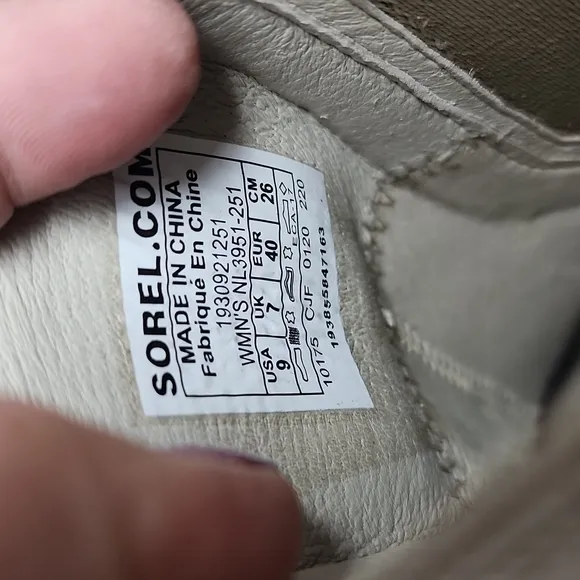 SOREL.COM
MADE IN CHINA
Fabriqué En Chine
1930921251
WMN'S NL3951-251
USA UK EUR CM
9 7 40 26
10175 CJF 0120 220
193855847163